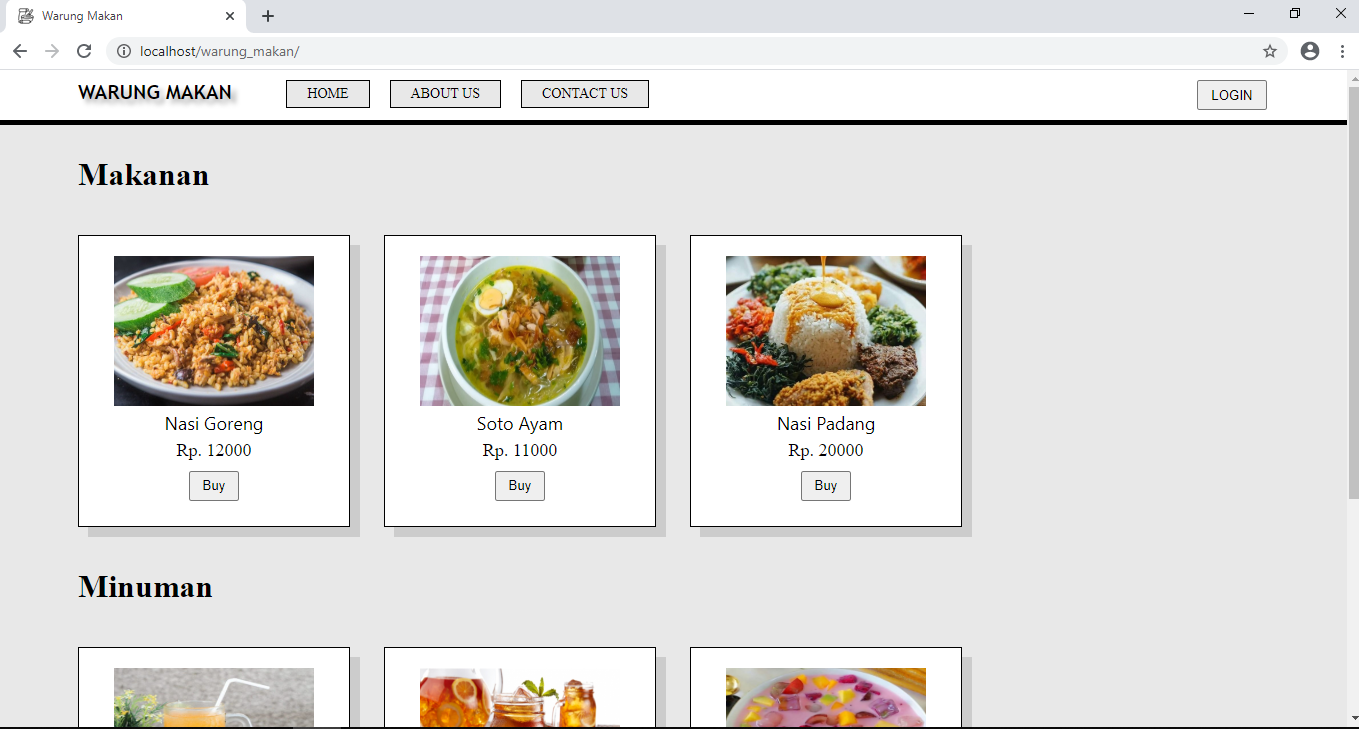 Warung Makan
localhost/warung_makan/
WARUNG MAKAN HOME ABOUT US CONTACT US LOGIN
Makanan
Nasi Goreng Soto Ayam Nasi Padang
Rp. 12000 Rp. 11000 Rp. 20000
Buy Buy Buy
Minuman